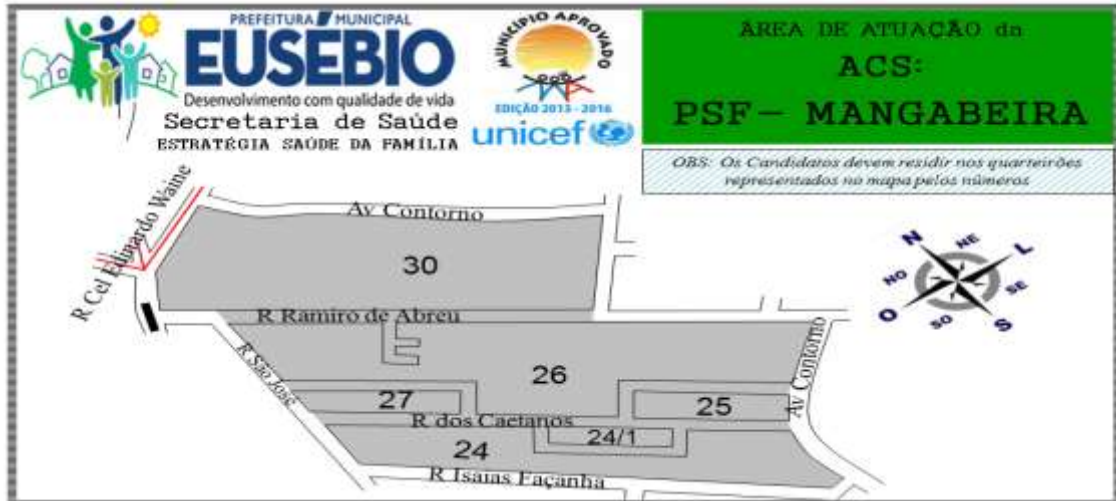 PREFEITURA MUNICIPAL
EUSÉBIO
Desenvolvimento com qualidade de vida
Secretaria de Saúde
ESTRATÉGIA SAÚDE DA FAMÍLIA
MUNICÍPIO APROVADO
EDIÇÃO 2013 - 2016
unicef
ÁREA DE ATUAÇÃO da
ACS:
PSF- MANGABEIRA
OBS: Os Candidatos devem residir nos quarteirões
representados no mapa pelos números
R Cel Edinardo Waine
Av Contorno
30
R Ramiro de Abreu
R São José
26
27
25
Av Contorno
R dos Caetanos
24/1
24
R Isaias Façanha
N
NE
L
SE
S
SO
O
NO